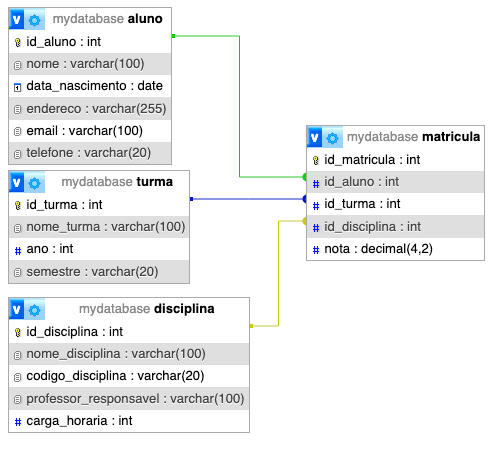 mydatabase aluno
id_aluno : int
nome : varchar(100)
data_nascimento : date
endereco : varchar(255)
email : varchar(100)
telefone : varchar(20)
mydatabase turma
id_turma : int
nome_turma : varchar(100)
ano : int
semestre : varchar(20)
mydatabase disciplina
id_disciplina : int
nome_disciplina : varchar(100)
codigo_disciplina : varchar(20)
professor_responsavel : varchar(100)
carga_horaria : int
mydatabase matricula
id_matricula : int
id_aluno : int
id_turma : int
id_disciplina : int
nota : decimal(4,2)